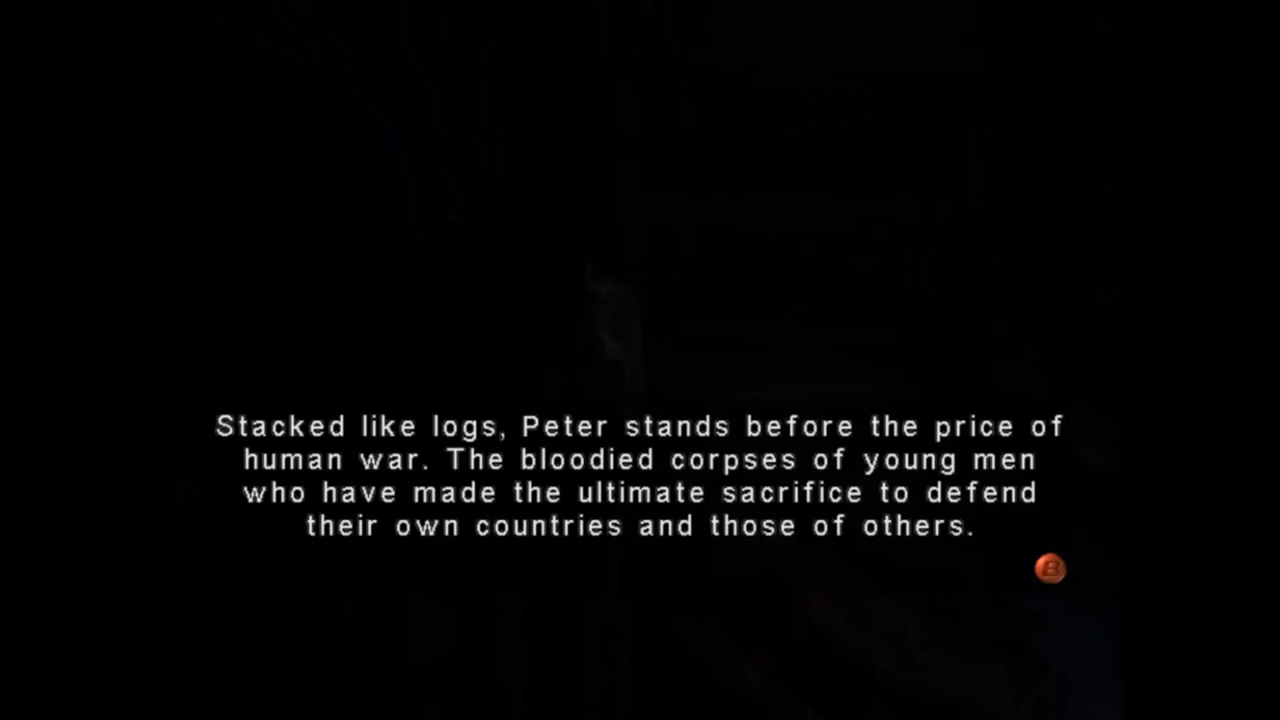 Stacked like logs, Peter stands before the price of
human war. The bloodied corpses of young men
who have made the ultimate sacrifice to defend
their own countries and those of others.
B